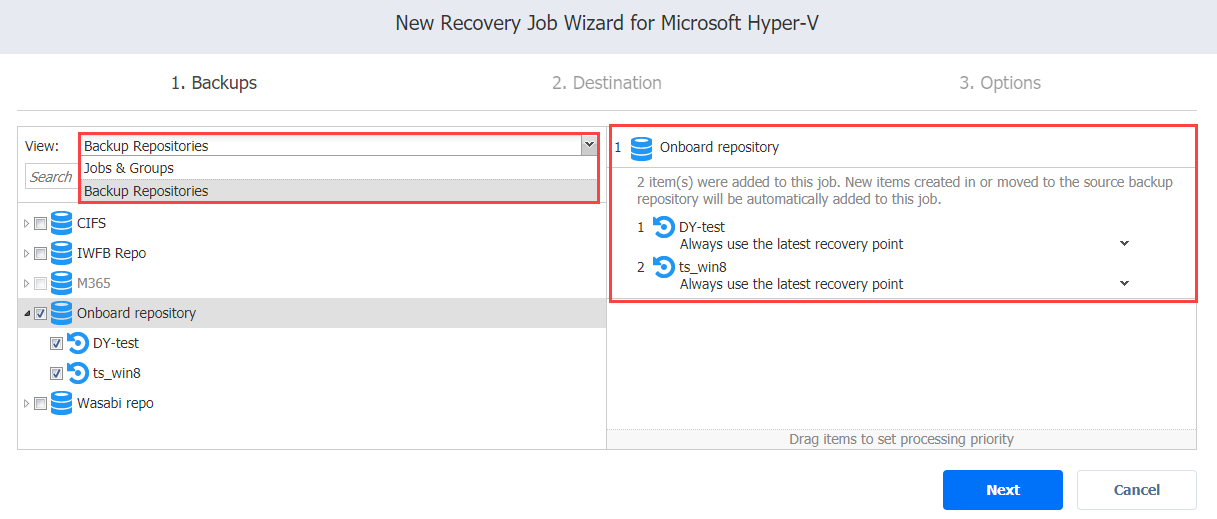 New Recovery Job Wizard for Microsoft Hyper-V
1. Backups
2. Destination
3. Options
View:
Backup Repositories
Jobs & Groups
Backup Repositories
Search
CIFS
IWFB Repo
M365
Onboard repository
DY-test
ts_win8
Wasabi repo
1
Onboard repository
2 item(s) were added to this job. New items created in or moved to the source backup
repository will be automatically added to this job.
1 DY-test
Always use the latest recovery point
2 ts_win8
Always use the latest recovery point
Drag items to set processing priority
Next
Cancel